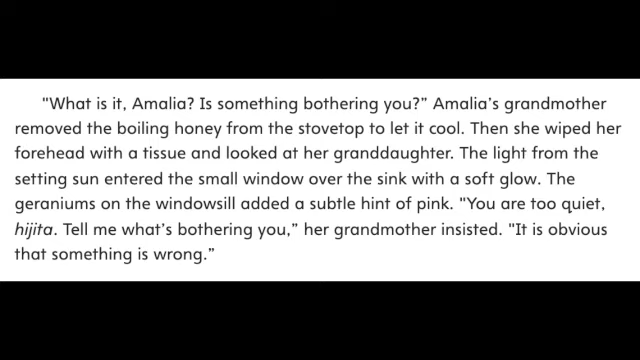 "What is it, Amalia? Is something bothering you?” Amalia’s grandmother
removed the boiling honey from the stovetop to let it cool. Then she wiped her
forehead with a tissue and looked at her granddaughter. The light from the
setting sun entered the small window over the sink with a soft glow. The
geraniums on the windowsill added a subtle hint of pink. "You are too quiet,
hijita. Tell me what’s bothering you,” her grandmother insisted. "It is obvious
that something is wrong.”